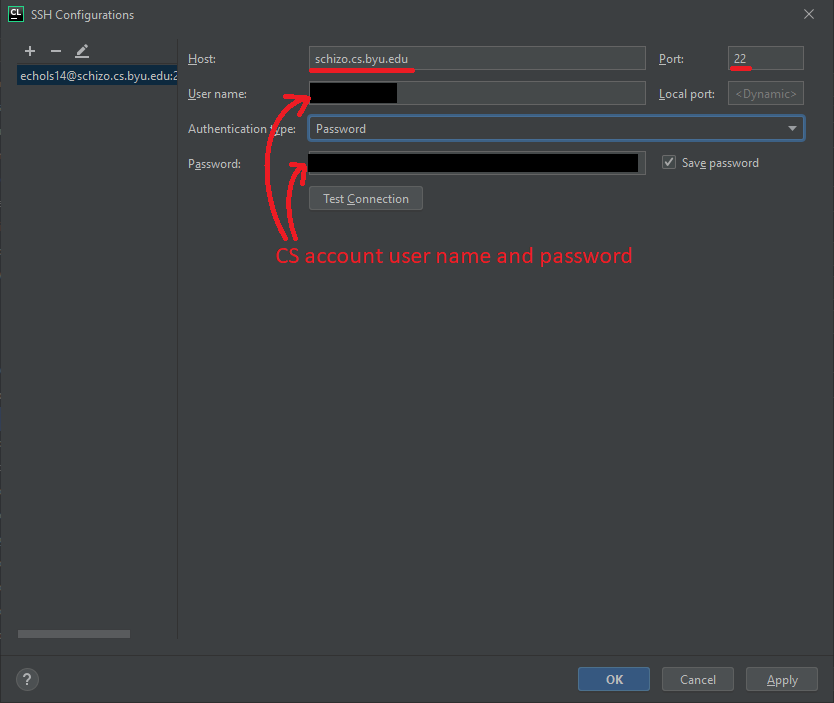 CL SSH Configurations
echols14@schizo.cs.byu.edu:2
Host: schizo.cs.byu.edu Port: 22
User name: Local port: <Dynamic>
Authentication type: Password
Password: Save password
Test Connection
CS account user name and password
? OK Cancel Apply